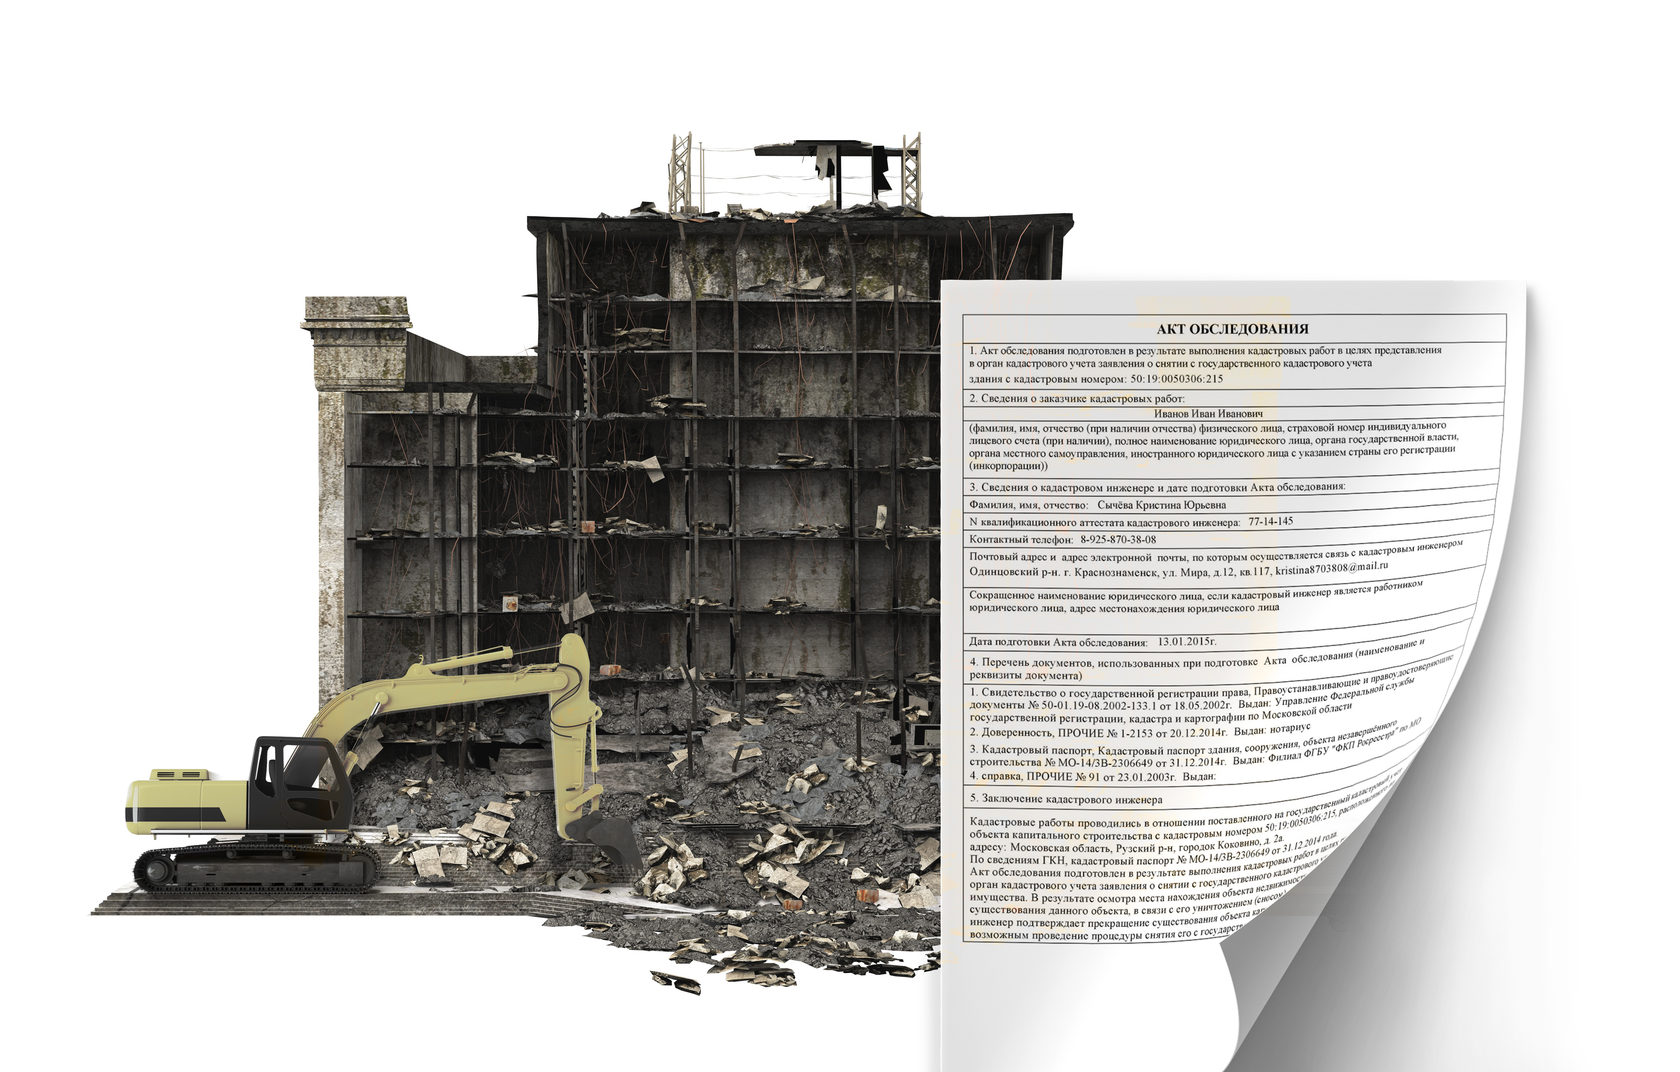 АКТ ОБСЛЕДОВАНИЯ
1. Акт обследования подготовлен в результате выполнения кадастровых работ в целях представления
в орган кадастрового учета заявления о снятии с государственного кадастрового учета
здания с кадастровым номером: 50:19:0050306:215
2. Сведения о заказчике кадастровых работ:
Иванов Иван Иванович
(фамилия, имя, отчество (при наличии отчества) физического лица, страховой номер индивидуального
лицевого счета (при наличии), полное наименование юридического лица, органа государственной власти,
органа местного самоуправления, иностранного юридического лица с указанием страны его регистрации
(инкорпорации))
3. Сведения о кадастровом инженере и дате подготовки Акта обследования:
Фамилия, имя, отчество: Сычёва Кристина Юрьевна
N квалификационного аттестата кадастрового инженера: 77-14-145
Контактный телефон: 8-925-870-38-08
Почтовый адрес и адрес электронной почты, по которым осуществляется связь с кадастровым инженером
Одинцовский р-н. г. Краснознаменск, ул. Мира, д.12, кв.117, kristina8703808@mail.ru
Сокращенное наименование юридического лица, если кадастровый инженер является работником
юридического лица, адрес местонахождения юридического лица
Дата подготовки Акта обследования: 13.01.2015г.
4. Перечень документов, использованных при подготовке Акта обследования (наименование и
реквизиты документа)
1. Свидетельство о государственной регистрации права, Правоустанавливающие и правоудостоверяющие
документы № 50-01.19-08.2002-133.1 от 18.05.2002г. Выдан: Управление Федеральной службы
государственной регистрации, кадастра и картографии по Московской области
2. Доверенность, ПРОЧИЕ № 1-2153 от 20.12.2014г. Выдан: нотариус
3. Кадастровый паспорт, Кадастровый паспорт здания, сооружения, объекта незавершённого
строительства № МО-14/ЗВ-2306649 от 31.12.2014г. Выдан: Филиал ФГБУ "ФКП Росреестра" по МО
4. справка, ПРОЧИЕ № 91 от 23.01.2003г. Выдан:
5. Заключение кадастрового инженера
Кадастровые работы проводились в отношении поставленного на государственный кадастровый учет
объекта капитального строительства с кадастровым номером 50:19:0050306:215, расположенного
адресу: Московская область, Рузский р-н, городок Коковино, д. 2а.
По сведениям ГКН, кадастровый паспорт № МО-14/ЗВ-2306649 от 31.12.2014 года.
Акт обследования подготовлен в результате выполнения кадастровых работ в целях
орган кадастрового учета заявления о снятии с государственного кадастрового
имущества. В результате осмотра места нахождения объекта
существования данного объекта, в связи с его уничтожением (сносом)
инженер подтверждает прекращение существования объекта
возможным проведение процедуры снятия его с